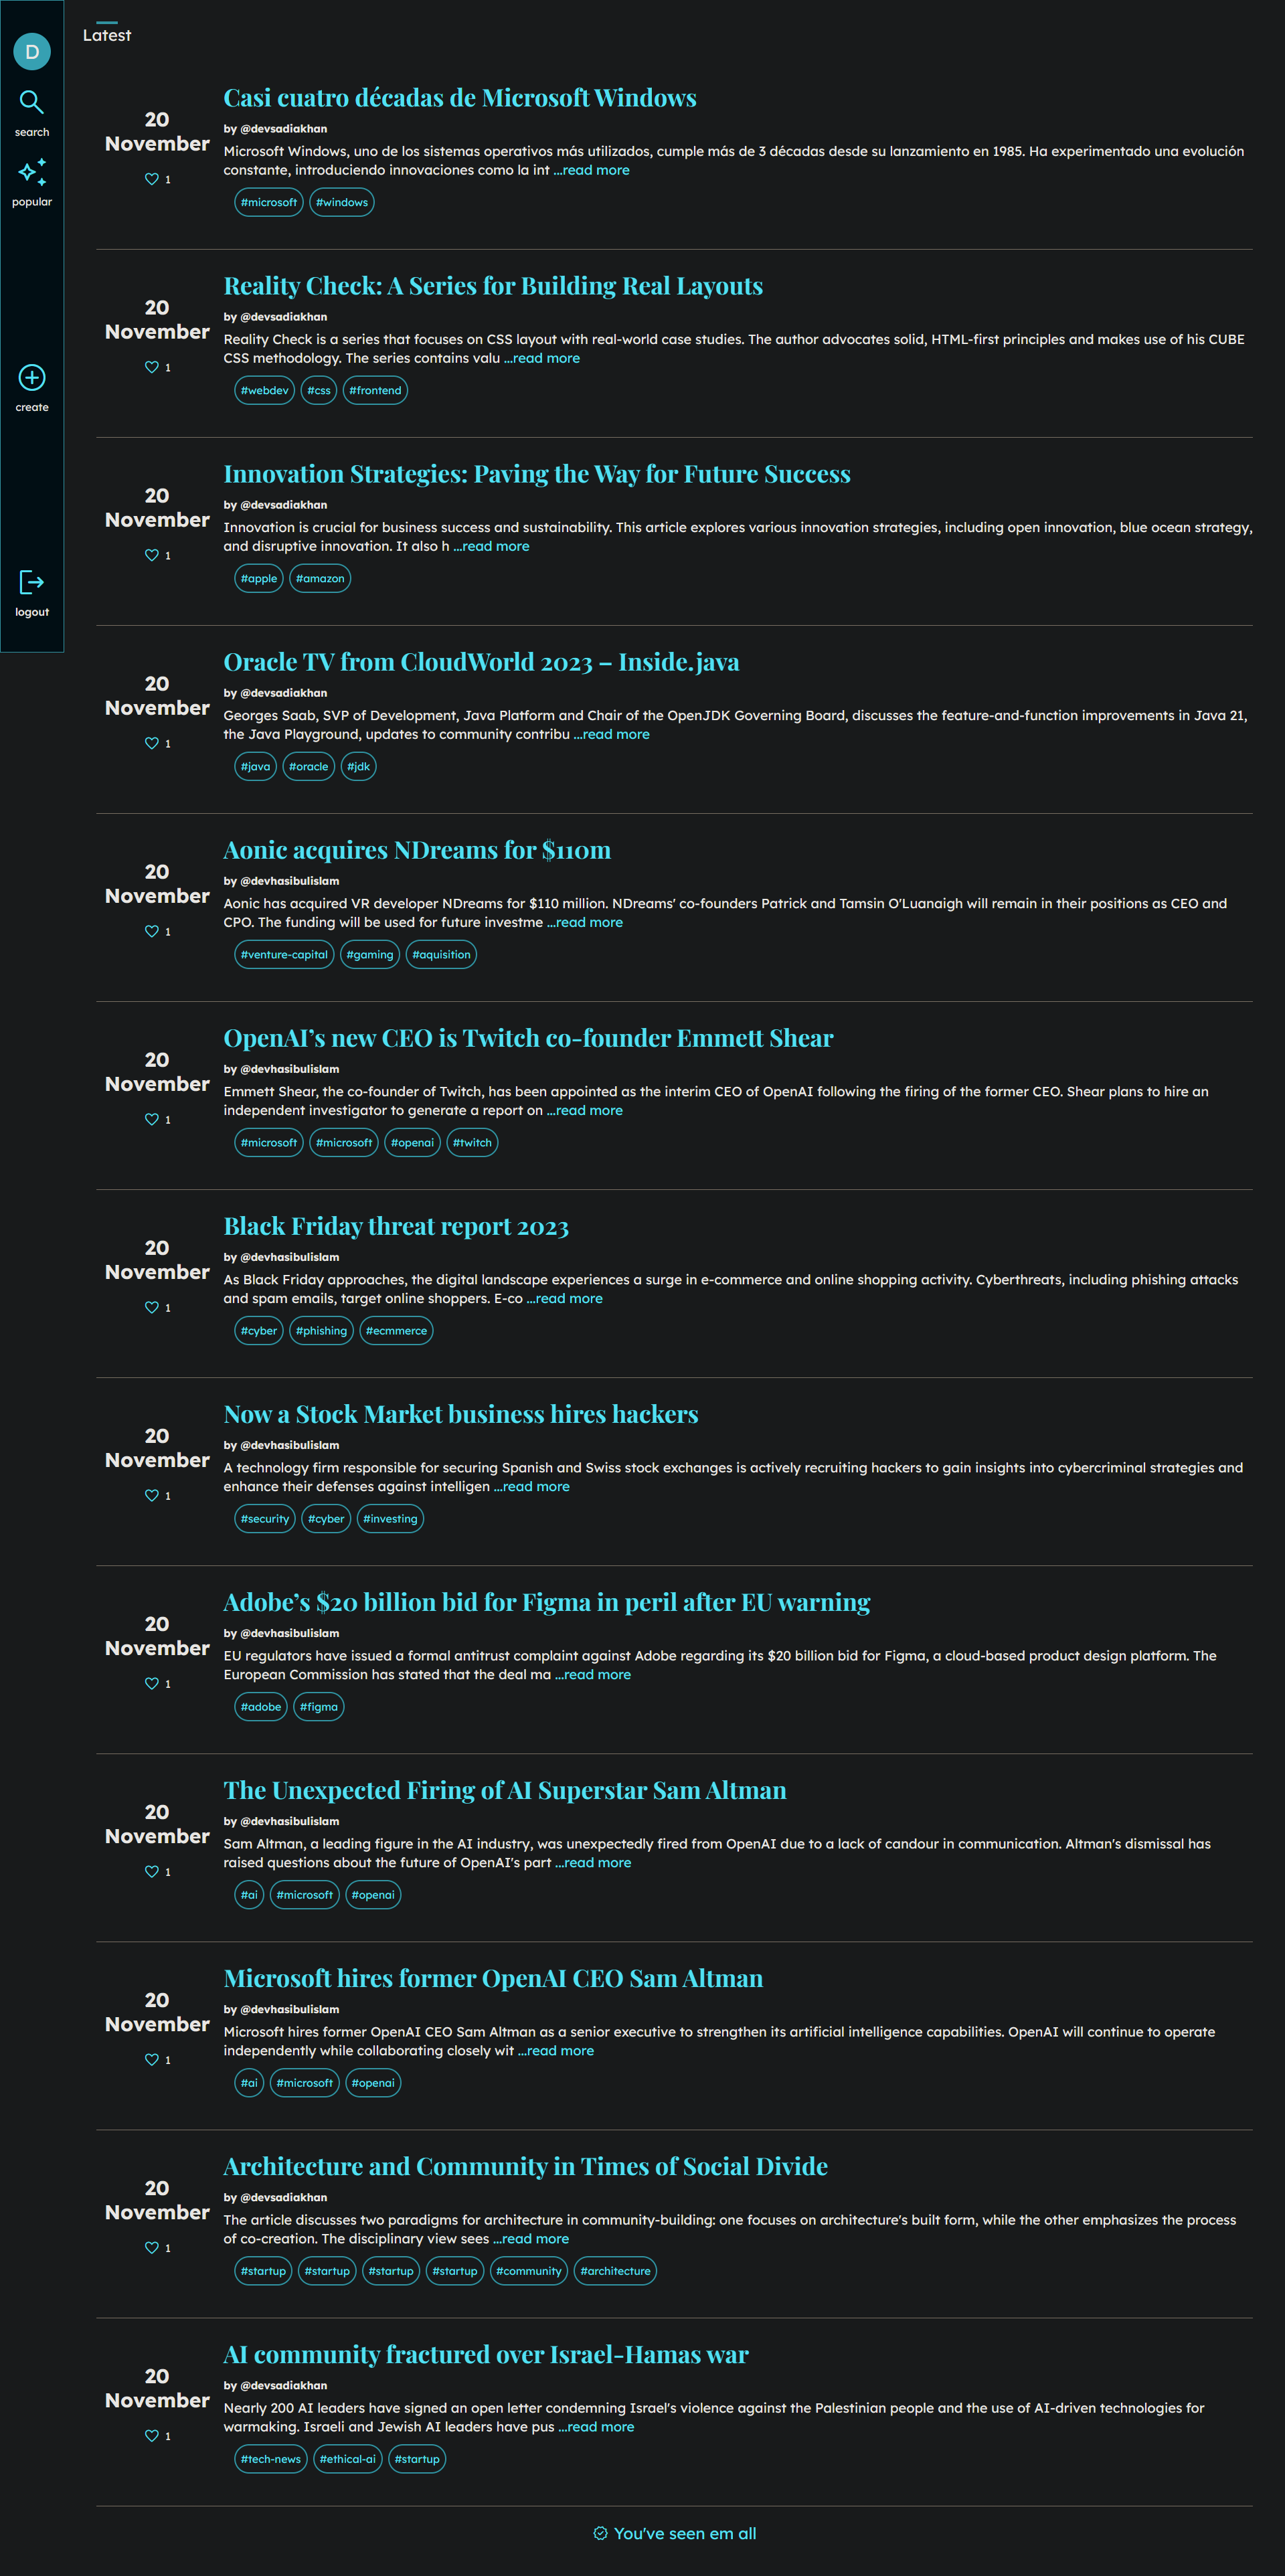 D
search
popular
create
logout
Latest
20
November
1
Casi cuatro décadas de Microsoft Windows
by @devsadiakhan
Microsoft Windows, uno de los sistemas operativos más utilizados, cumple más de 3 décadas desde su lanzamiento en 1985. Ha experimentado una evolución
constante, introduciendo innovaciones como la int ...read more
#microsoft #windows
20
November
1
Reality Check: A Series for Building Real Layouts
by @devsadiakhan
Reality Check is a series that focuses on CSS layout with real-world case studies. The author advocates solid, HTML-first principles and makes use of his CUBE
CSS methodology. The series contains valu ...read more
#webdev #css #frontend
20
November
1
Innovation Strategies: Paving the Way for Future Success
by @devsadiakhan
Innovation is crucial for business success and sustainability. This article explores various innovation strategies, including open innovation, blue ocean strategy,
and disruptive innovation. It also h ...read more
#apple #amazon
20
November
1
Oracle TV from CloudWorld 2023 – Inside.java
by @devsadiakhan
Georges Saab, SVP of Development, Java Platform and Chair of the OpenJDK Governing Board, discusses the feature-and-function improvements in Java 21,
the Java Playground, updates to community contribu ...read more
#java #oracle #jdk
20
November
1
Aonic acquires NDreams for $110m
by @devhasibulislam
Aonic has acquired VR developer NDreams for $110 million. NDreams' co-founders Patrick and Tamsin O'Luanaigh will remain in their positions as CEO and
CPO. The funding will be used for future investme ...read more
#venture-capital #gaming #aquisition
20
November
1
OpenAI’s new CEO is Twitch co-founder Emmett Shear
by @devhasibulislam
Emmett Shear, the co-founder of Twitch, has been appointed as the interim CEO of OpenAI following the firing of the former CEO. Shear plans to hire an
independent investigator to generate a report on ...read more
#microsoft #microsoft #openai #twitch
20
November
1
Black Friday threat report 2023
by @devhasibulislam
As Black Friday approaches, the digital landscape experiences a surge in e-commerce and online shopping activity. Cyberthreats, including phishing attacks
and spam emails, target online shoppers. E-co ...read more
#cyber #phishing #ecmmerce
20
November
1
Now a Stock Market business hires hackers
by @devhasibulislam
A technology firm responsible for securing Spanish and Swiss stock exchanges is actively recruiting hackers to gain insights into cybercriminal strategies and
enhance their defenses against intelligen ...read more
#security #cyber #investing
20
November
1
Adobe’s $20 billion bid for Figma in peril after EU warning
by @devhasibulislam
EU regulators have issued a formal antitrust complaint against Adobe regarding its $20 billion bid for Figma, a cloud-based product design platform. The
European Commission has stated that the deal ma ...read more
#adobe #figma
20
November
1
The Unexpected Firing of AI Superstar Sam Altman
by @devhasibulislam
Sam Altman, a leading figure in the AI industry, was unexpectedly fired from OpenAI due to a lack of candour in communication. Altman's dismissal has
raised questions about the future of OpenAI's part ...read more
#ai #microsoft #openai
20
November
1
Microsoft hires former OpenAI CEO Sam Altman
by @devhasibulislam
Microsoft hires former OpenAI CEO Sam Altman as a senior executive to strengthen its artificial intelligence capabilities. OpenAI will continue to operate
independently while collaborating closely wit ...read more
#ai #microsoft #openai
20
November
1
Architecture and Community in Times of Social Divide
by @devsadiakhan
The article discusses two paradigms for architecture in community-building: one focuses on architecture's built form, while the other emphasizes the process
of co-creation. The disciplinary view sees ...read more
#startup #startup #startup #startup #community #architecture
20
November
1
AI community fractured over Israel-Hamas war
by @devsadiakhan
Nearly 200 AI leaders have signed an open letter condemning Israel's violence against the Palestinian people and the use of AI-driven technologies for
warmaking. Israeli and Jewish AI leaders have pus ...read more
#tech-news #ethical-ai #startup
You've seen em all